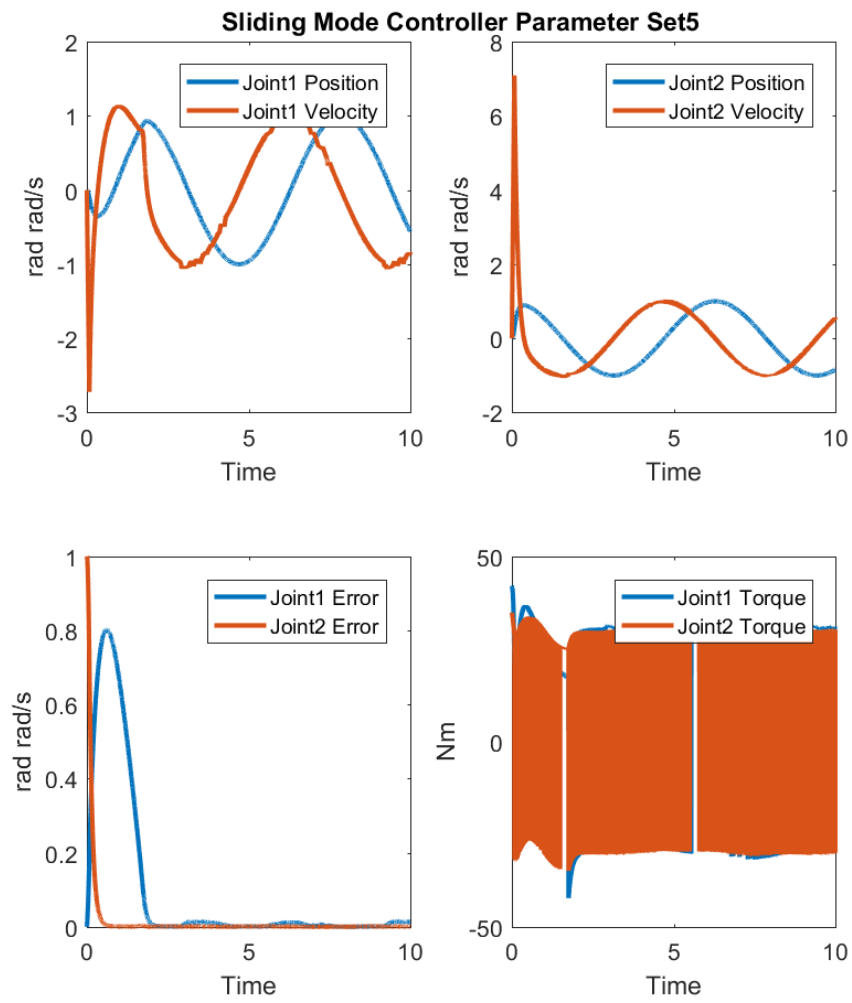 Sliding Mode Controller Parameter Set5
2
1
0
-1
-2
-3
rad rad/s
0
5
10
Time
Joint1 Position
Joint1 Velocity
8
6
4
2
0
-2
rad rad/s
0
5
10
Time
Joint2 Position
Joint2 Velocity
1
0.8
0.6
0.4
0.2
0
rad rad/s
0
5
10
Time
Joint1 Error
Joint2 Error
50
0
-50
Nm
0
5
10
Time
Joint1 Torque
Joint2 Torque